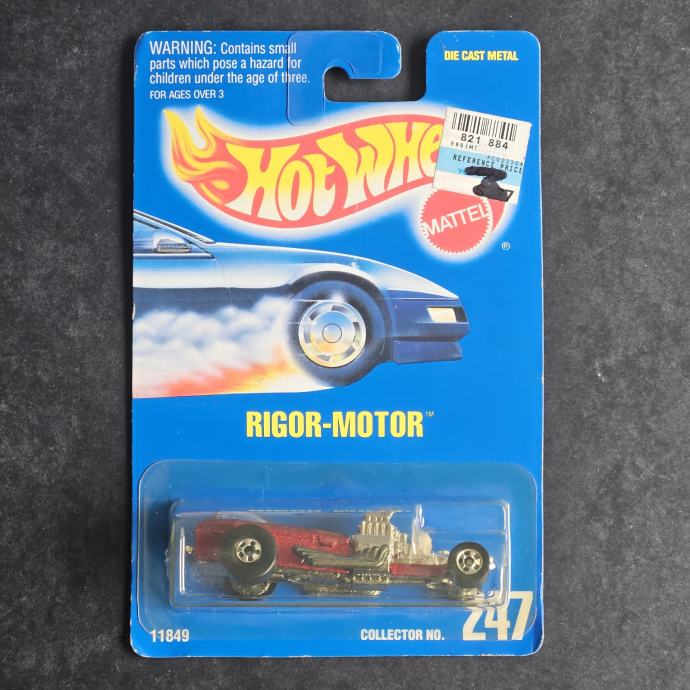 WARNING: Contains small
parts which pose a hazard for
children under the age of three.
FOR AGES OVER 3
DIE CAST METAL
HOT WHE
821 884
REFERENCE PRICE
MATTEL
®
RIGOR-MOTOR™
11849
COLLECTOR NO. 247